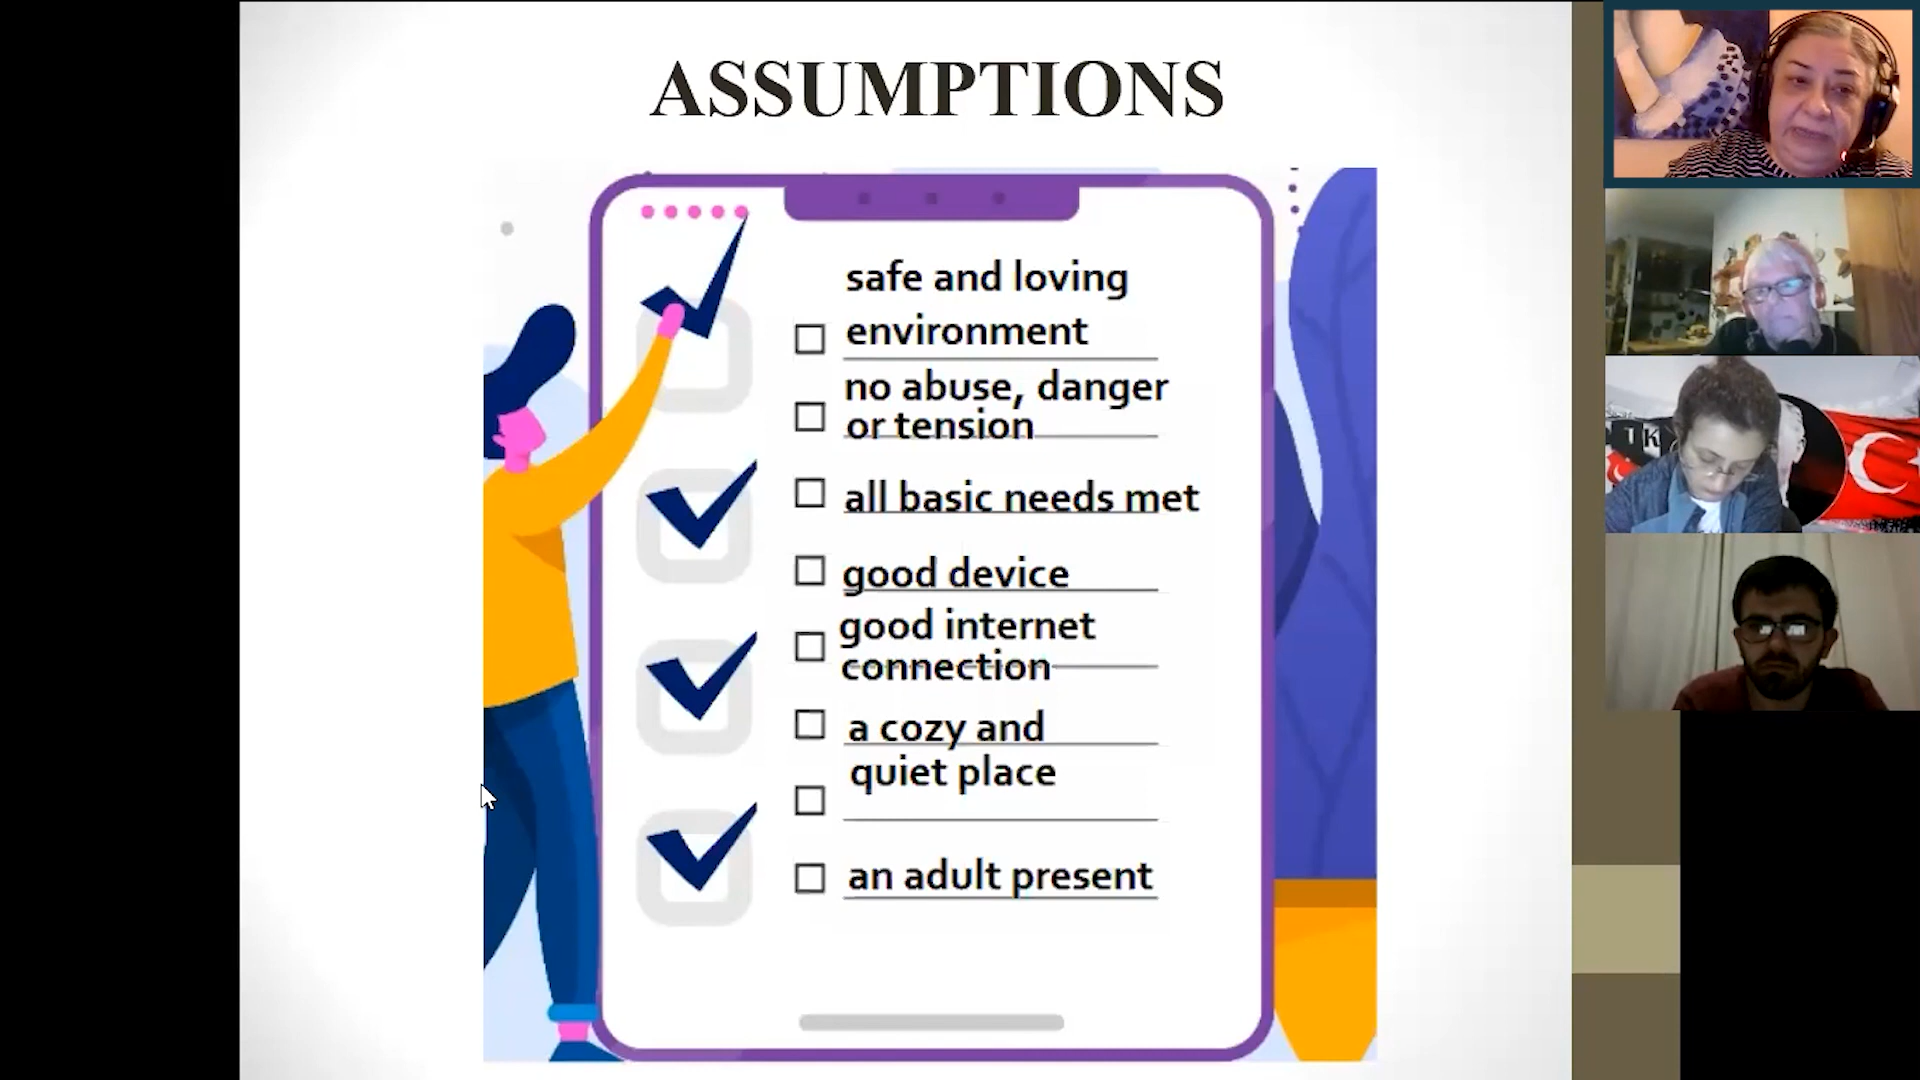 ASSUMPTIONS
safe and loving
environment
no abuse, danger
or tension
all basic needs met
good device
good internet
connection
a cozy and
quiet place
an adult present